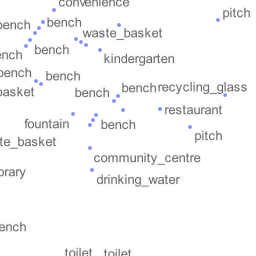 convenience
pitch
bench
bench
waste_basket
bench
ench
kindergarten
bench
bench
bench
recycling_glass
basket
bench
restaurant
fountain
bench
pitch
te_basket
community_centre
brary
drinking_water
ench
toilet
toilet